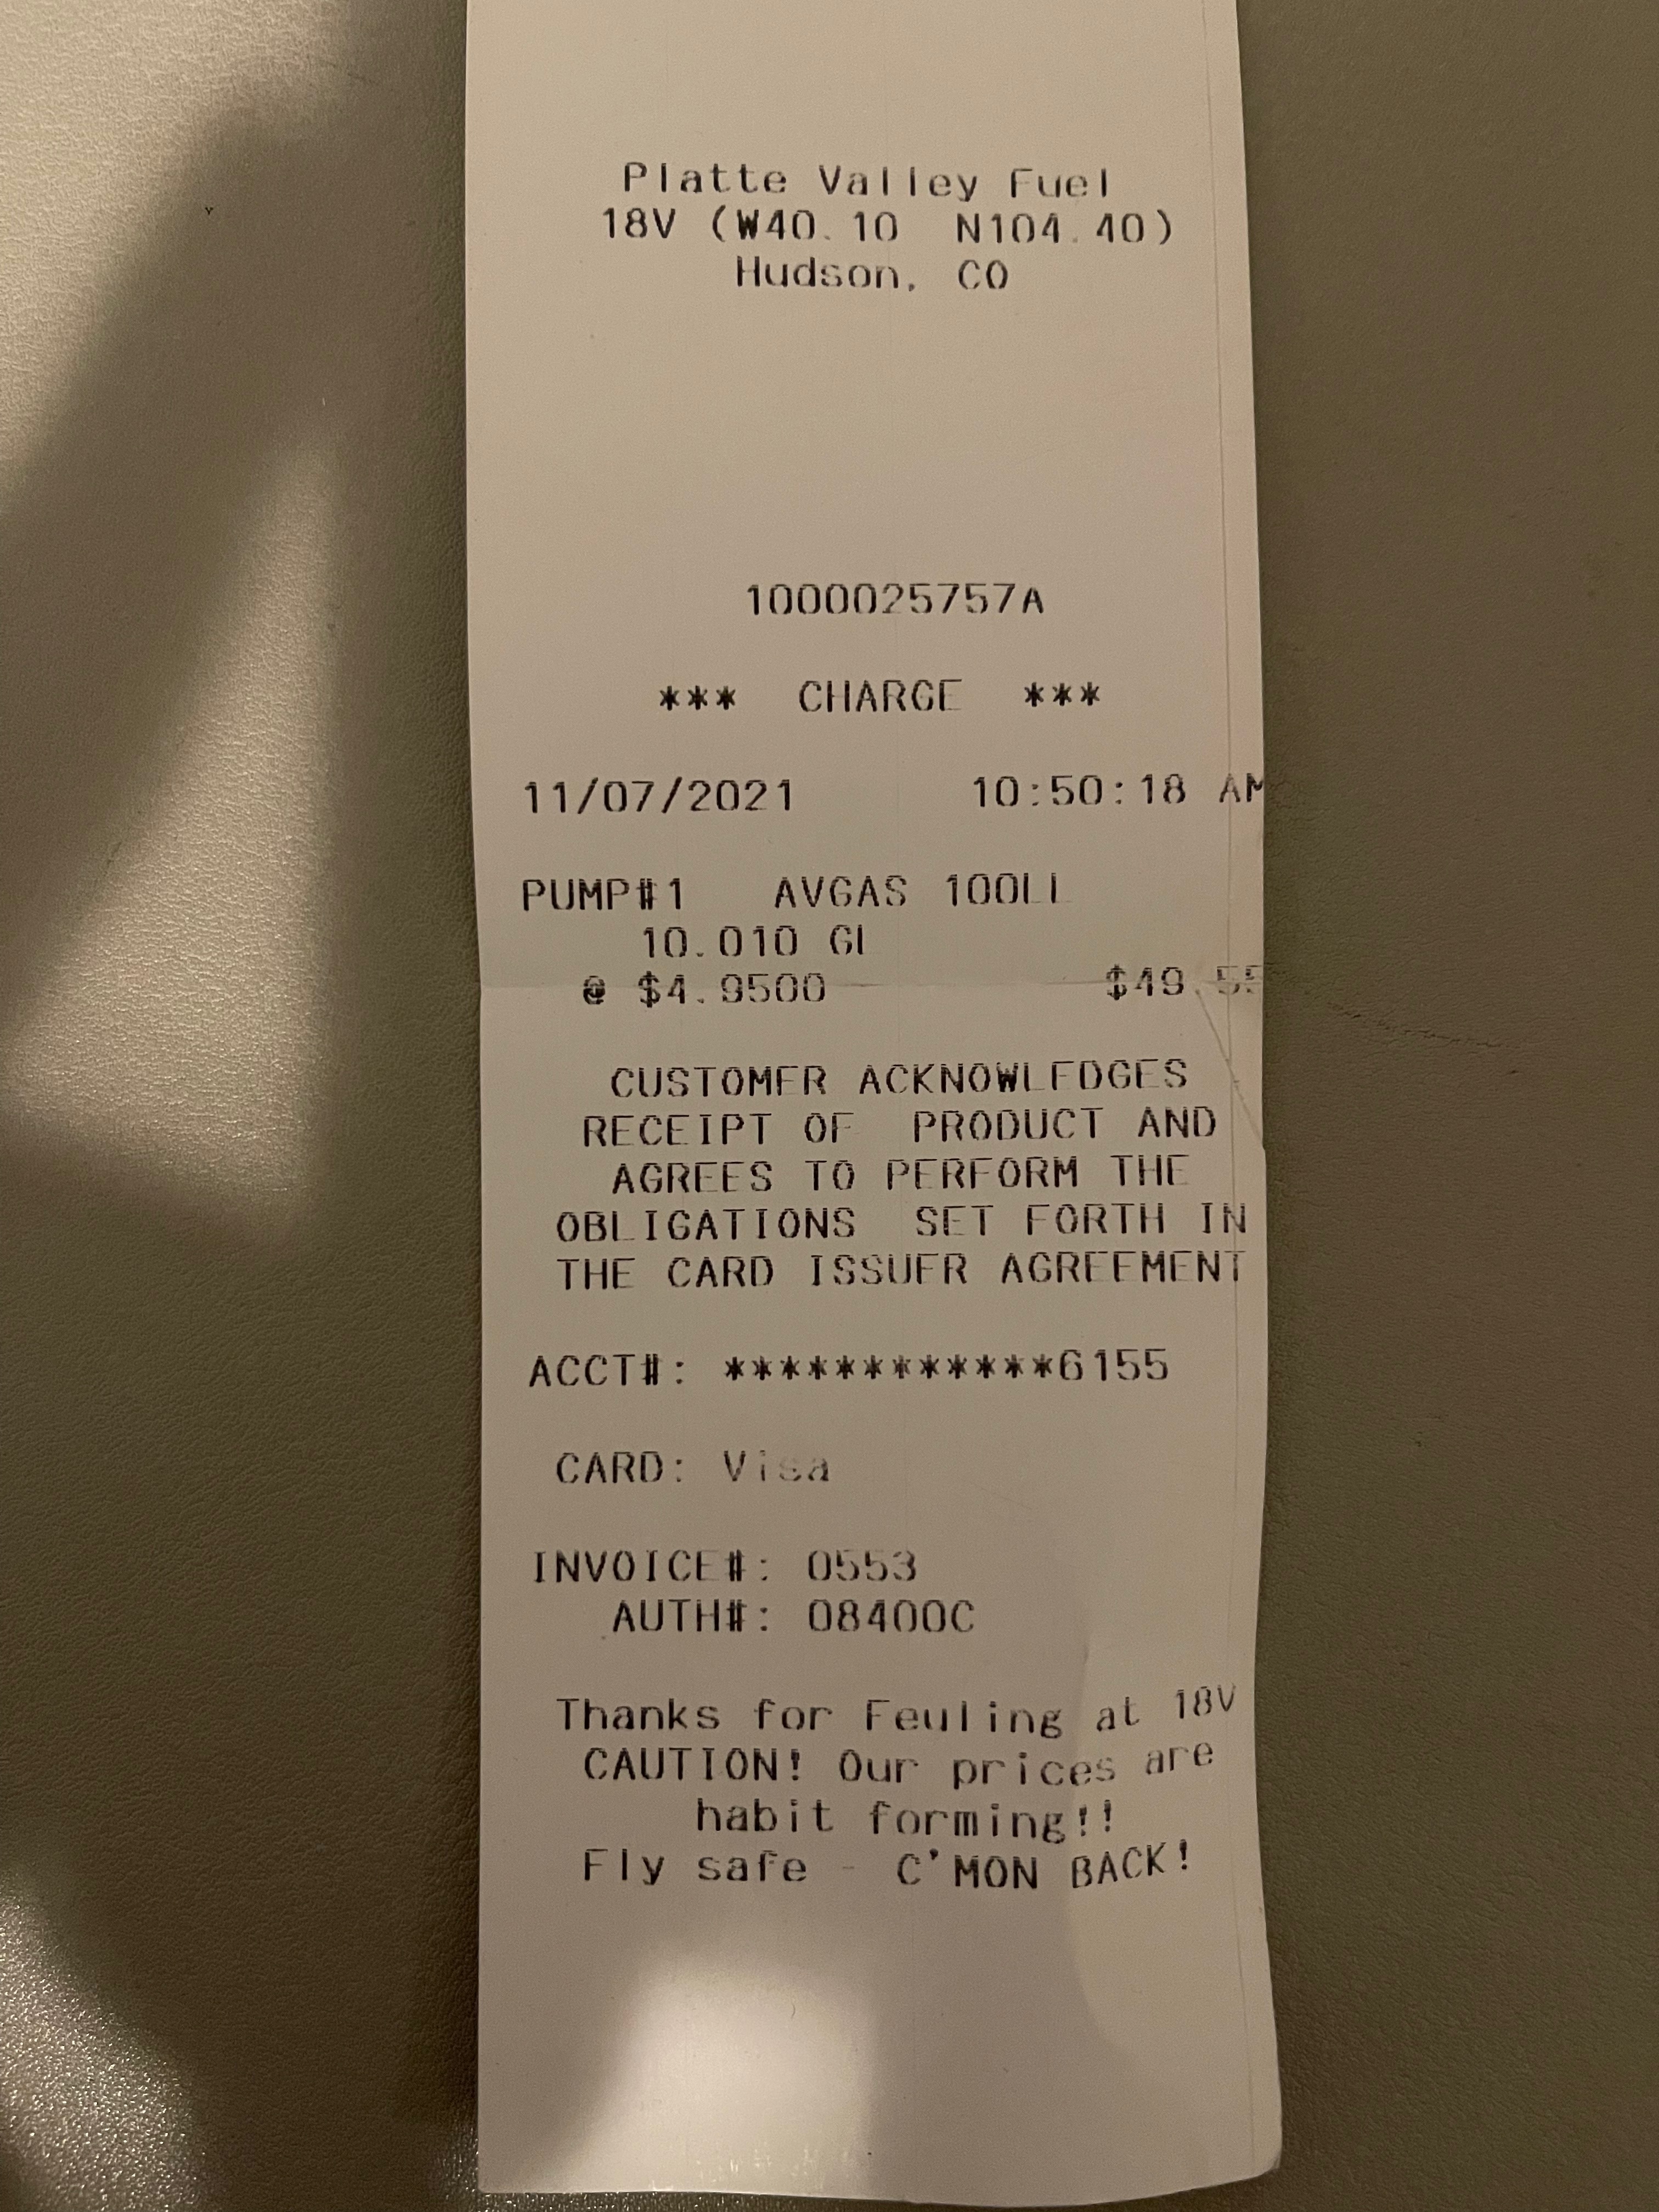 Platte Valley Fuel
18V (W40.10 N104.40)
Hudson, CO
1000025757A
*** CHARGE ***
11/07/2021 10:50:18 AM
PUMP#1 AVGAS 100LL
10.010 Gl
@ $4.9500 $49.55
CUSTOMER ACKNOWLEDGES
RECEIPT OF PRODUCT AND
AGREES TO PERFORM THE
OBLIGATIONS SET FORTH IN
THE CARD ISSUER AGREEMENT
ACCT#: ************6155
CARD: Visa
INVOICE#: 0553
AUTH#: 08400C
Thanks for Feuling at 18V
CAUTION! Our prices are
habit forming!!
Fly safe - C'MON BACK!